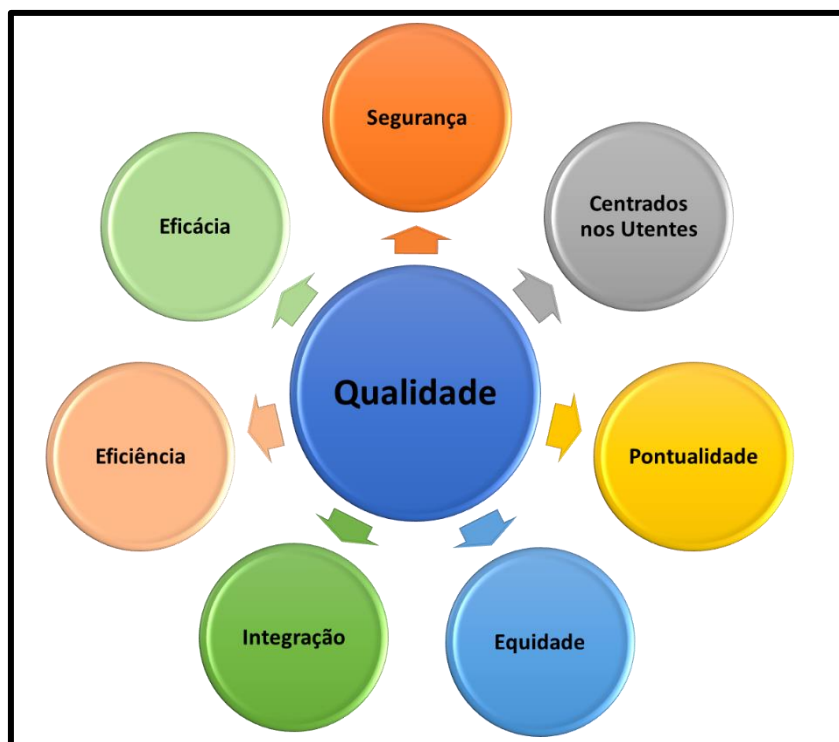 Segurança
Centrados
nos Utentes
Eficácia
Qualidade
Eficiência
Pontualidade
Integração
Equidade